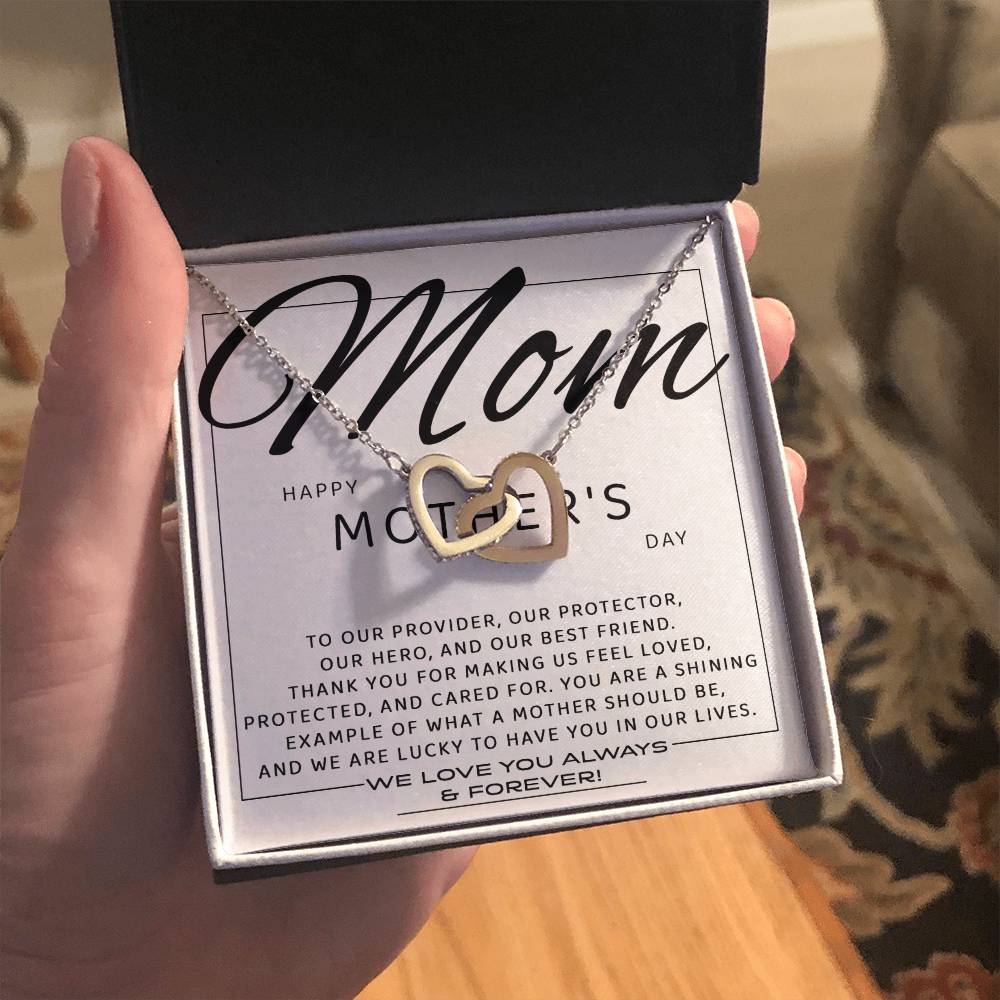 Mom
HAPPY
MOTHER'S
DAY
TO OUR PROVIDER, OUR PROTECTOR,
OUR HERO, AND OUR BEST FRIEND.
THANK YOU FOR MAKING US FEEL LOVED,
PROTECTED, AND CARED FOR. YOU ARE A SHINING
EXAMPLE OF WHAT A MOTHER SHOULD BE,
AND WE ARE LUCKY TO HAVE YOU IN OUR LIVES.
WE LOVE YOU ALWAYS
& FOREVER!